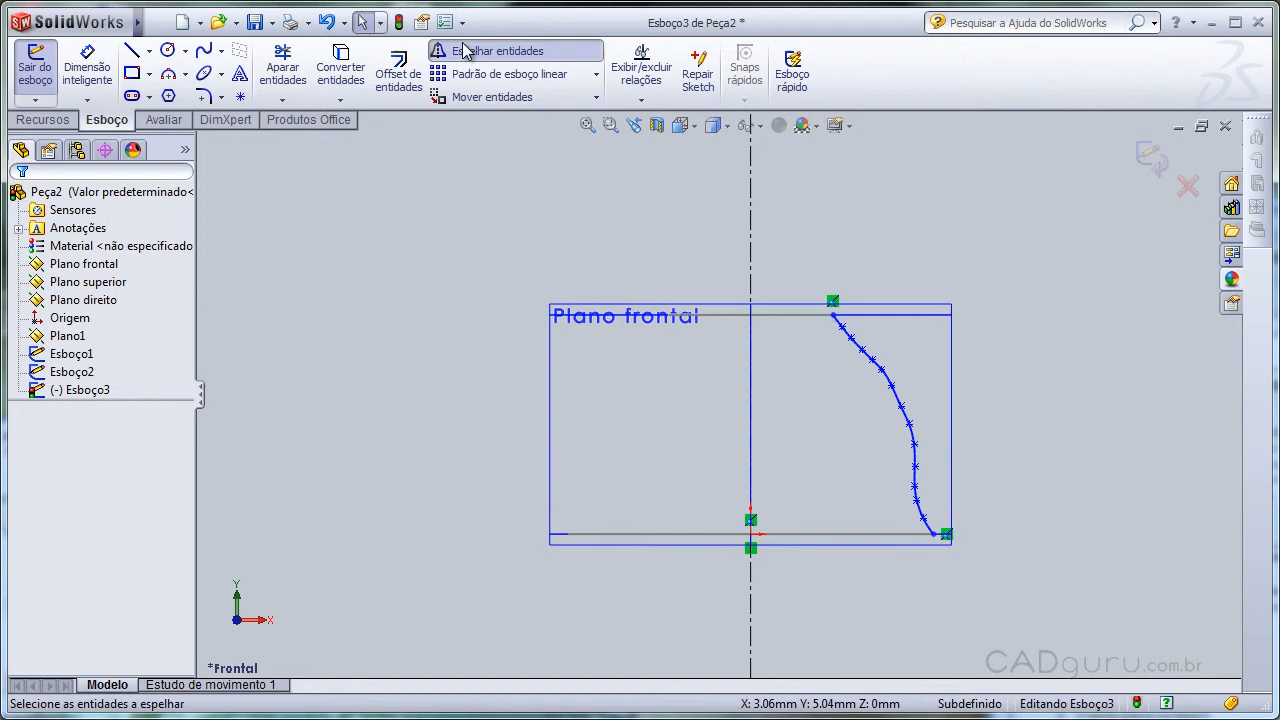 SolidWorks
Esboço3 de Peça2 *
Pesquisar a Ajuda do SolidWorks
Sair do esboço
Dimensão inteligente
Aparar entidades
Converter entidades
Offset de entidades
Espelhar entidades
Padrão de esboço linear
Mover entidades
Exibir/excluir relações
Repair Sketch
Snaps rápidos
Esboço rápido
Recursos
Esboço
Avaliar
DimXpert
Produtos Office
Peça2 (Valor predeterminado<
Sensores
Anotações
Material <não especificado
Plano frontal
Plano superior
Plano direito
Origem
Plano1
Esboço1
Esboço2
(-) Esboço3
Plano frontal
Y
X
*Frontal
CADguru.com.br
Modelo
Estudo de movimento 1
Selecione as entidades a espelhar
X: 3.06mm Y: 5.04mm Z: 0mm
Subdefinido
Editando Esboço3